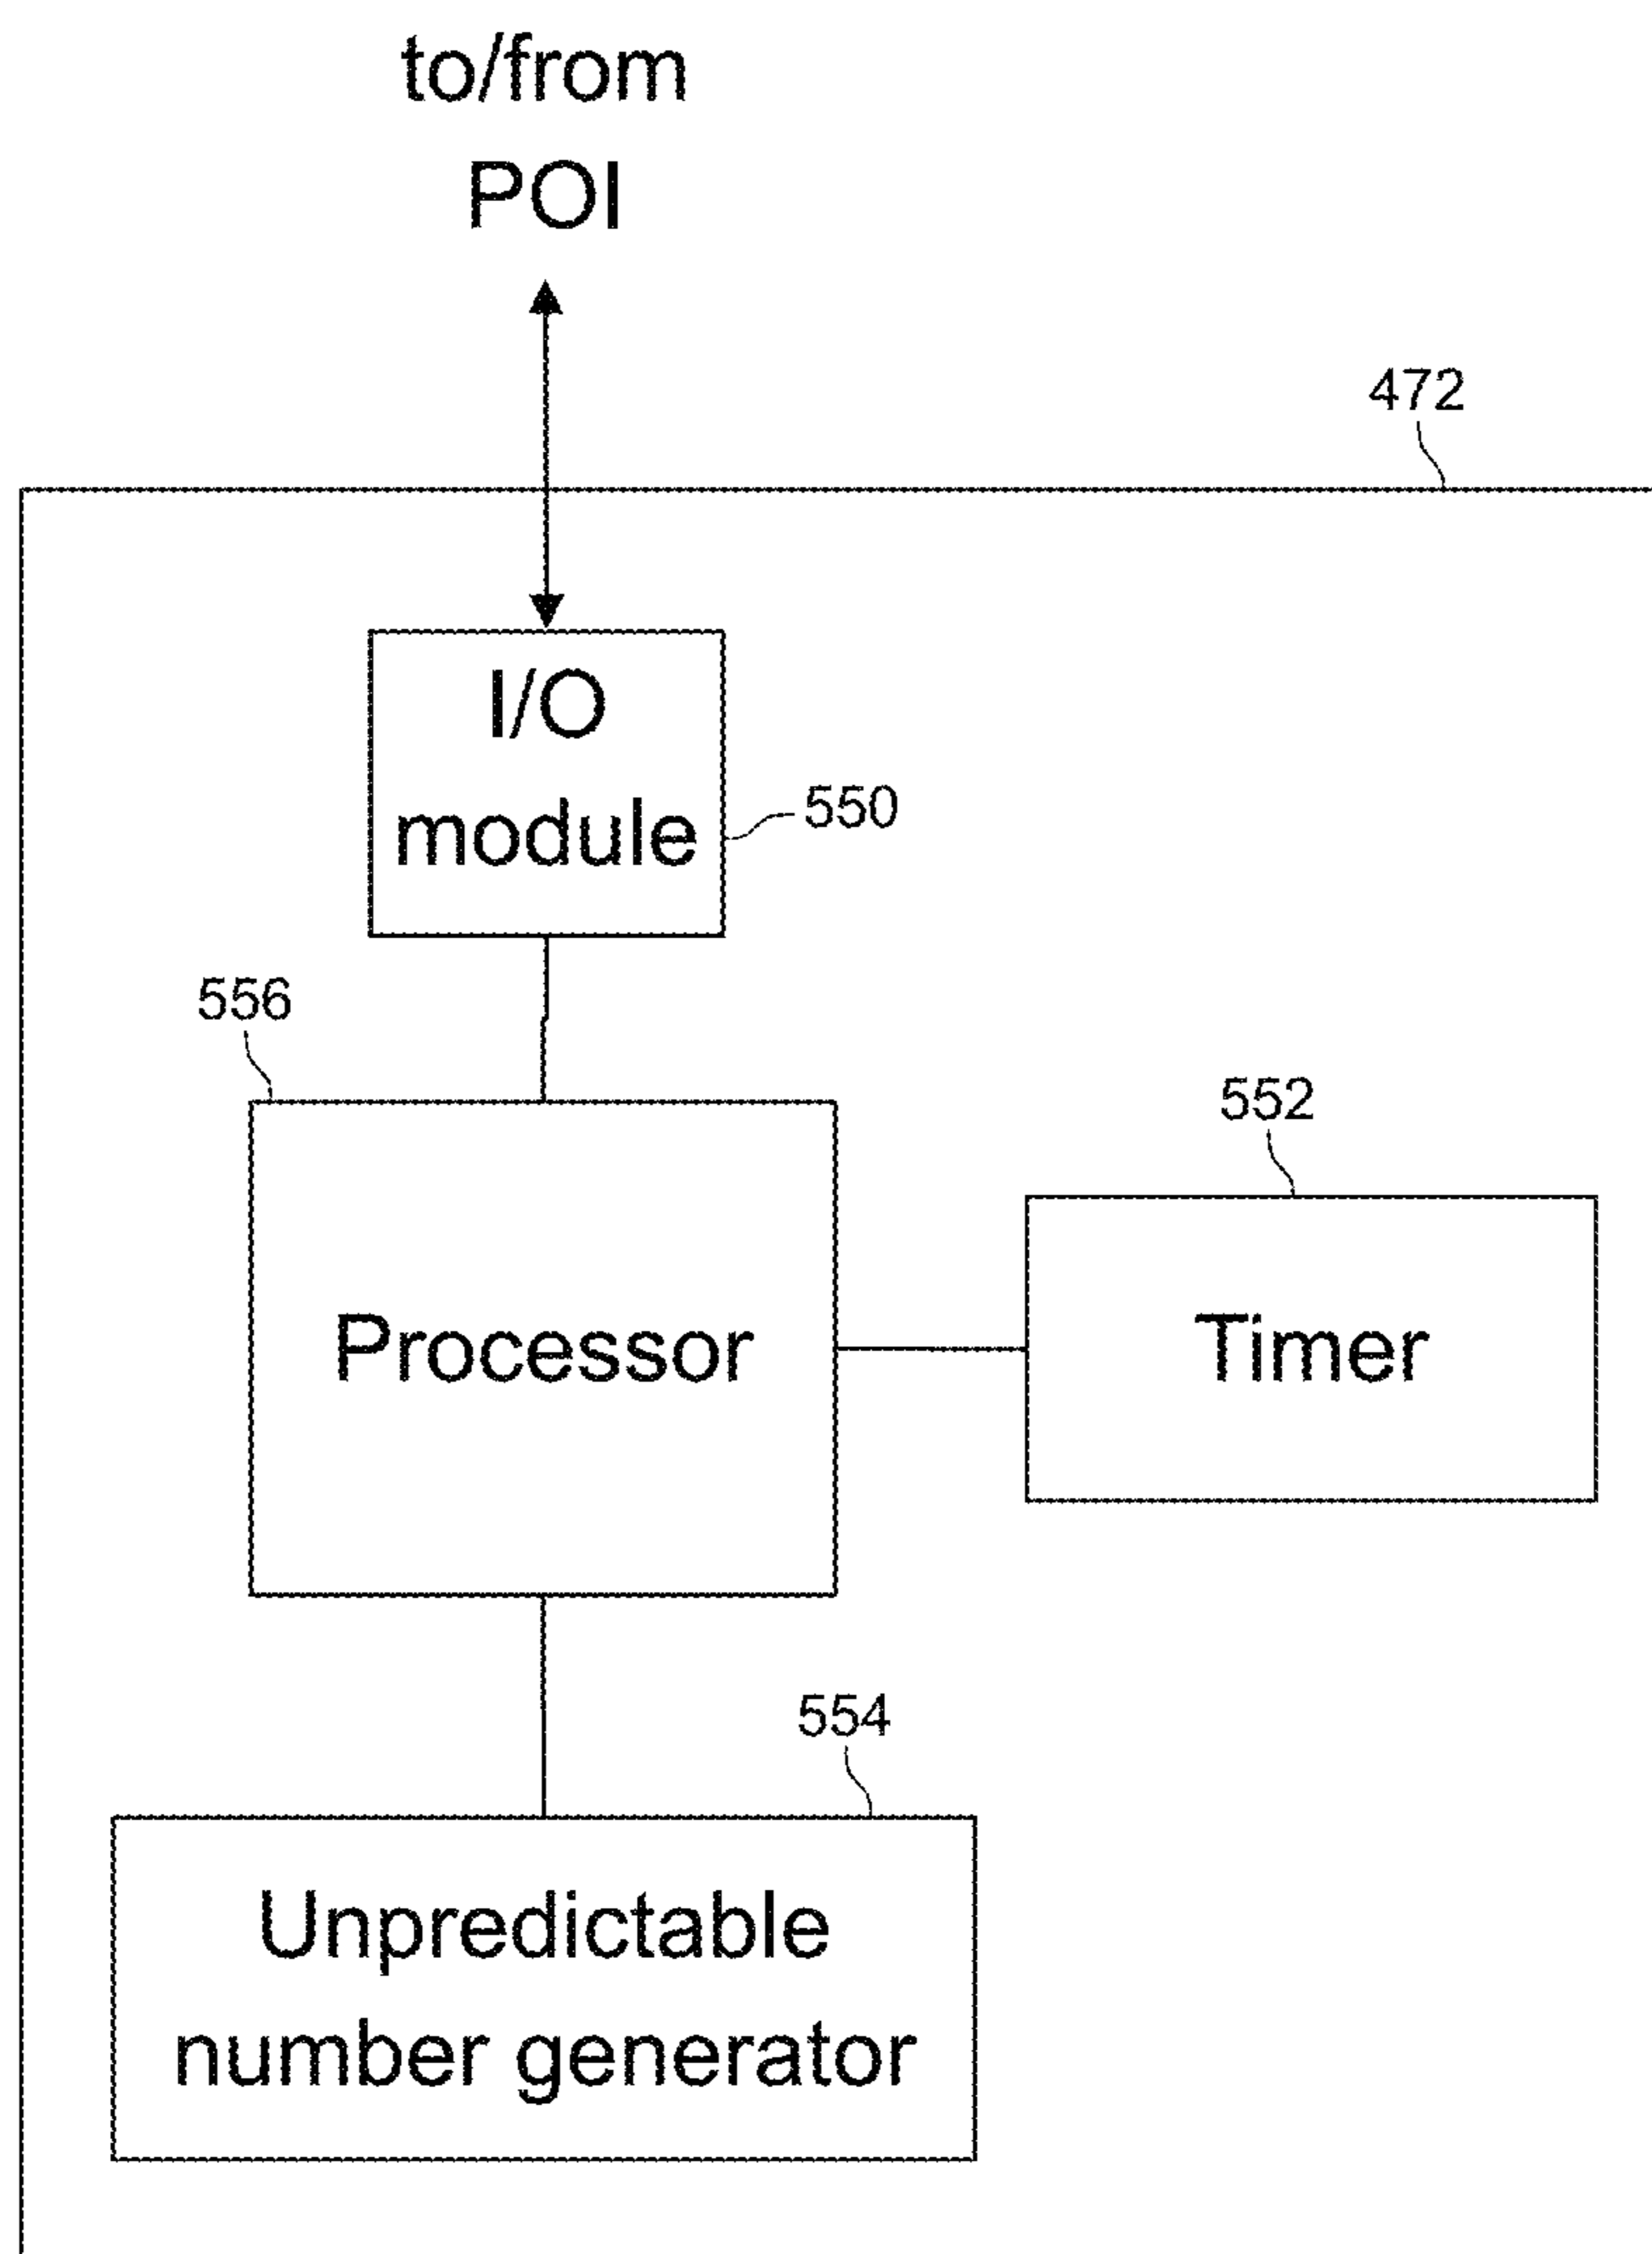 to/from
POI
472
I/O
module
550
556
552
Processor
Timer
554
Unpredictable
number generator